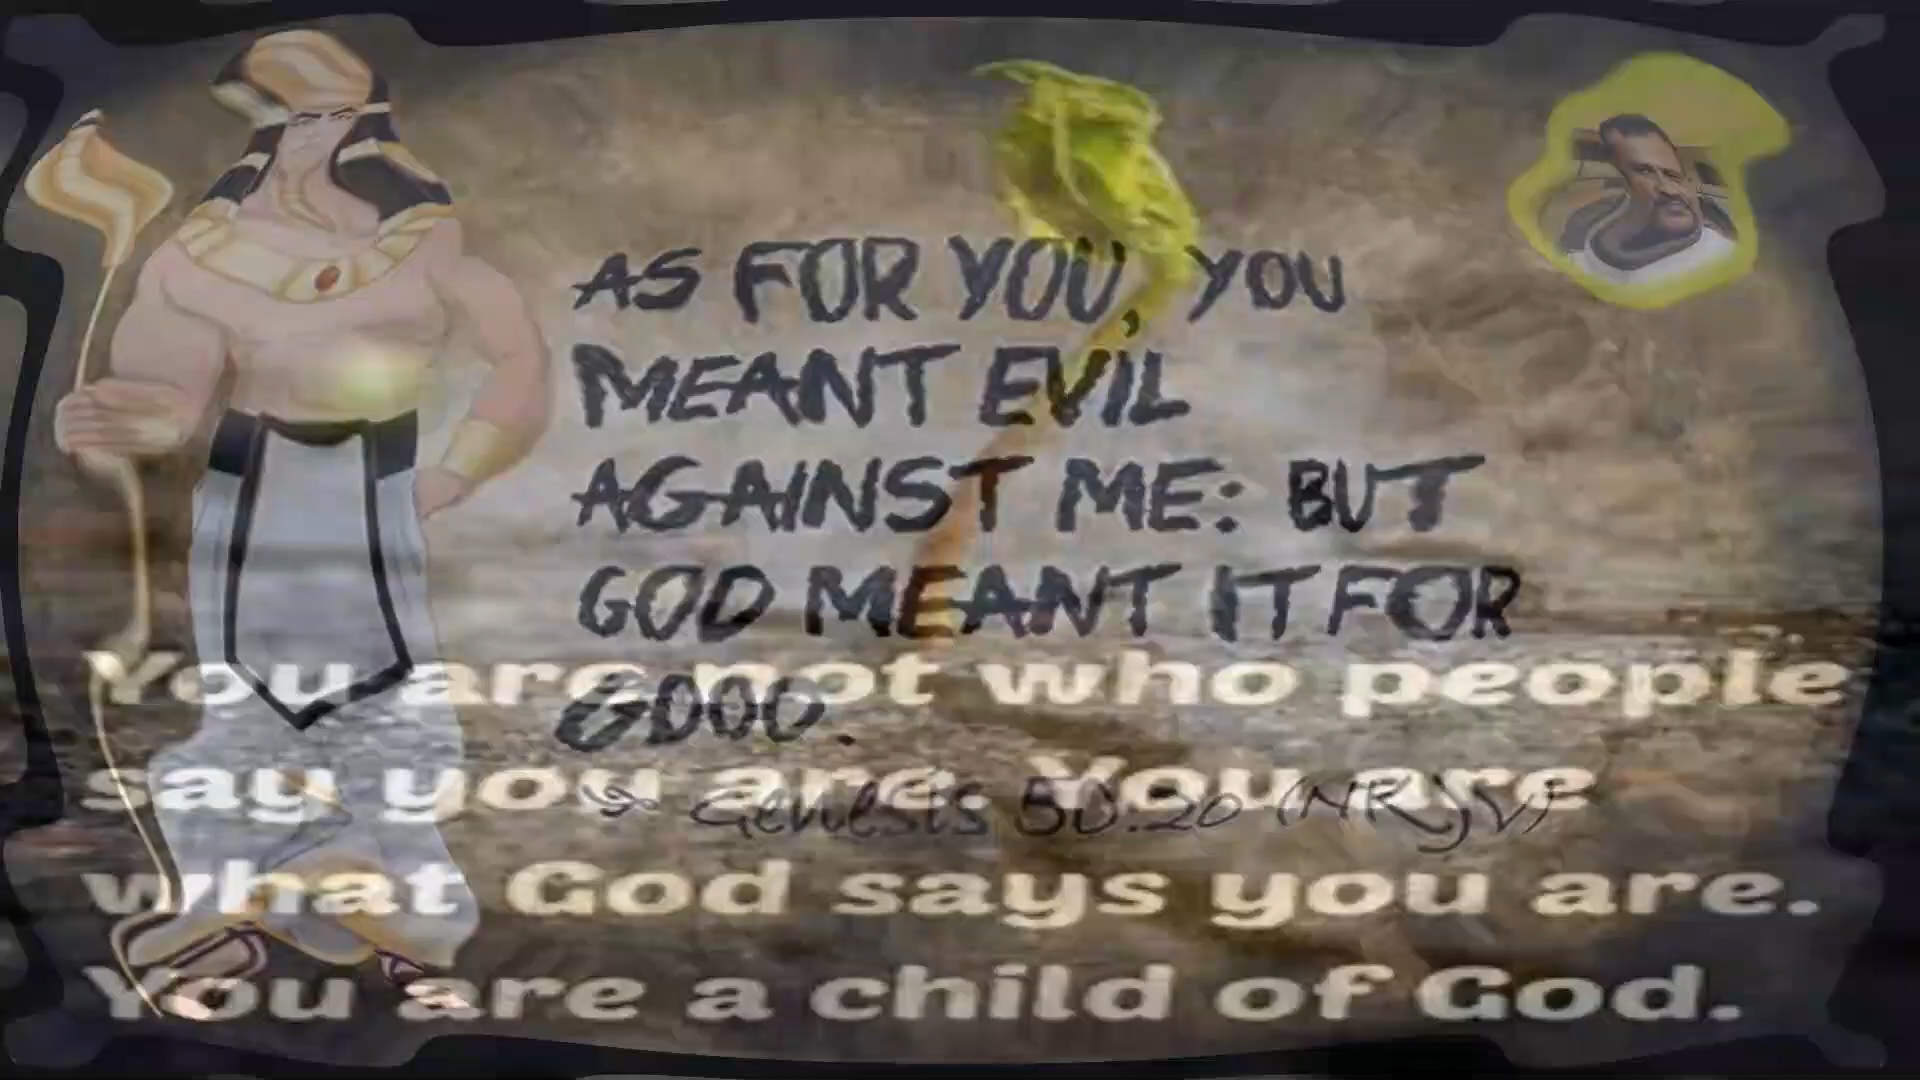 AS FOR YOU, YOU
MEANT EVIL
AGAINST ME: BUT
GOD MEANT IT FOR
GOOD.
Genesis 50:20 (NKJV)
You are not who people
say you are. You are
what God says you are.
You are a child of God.